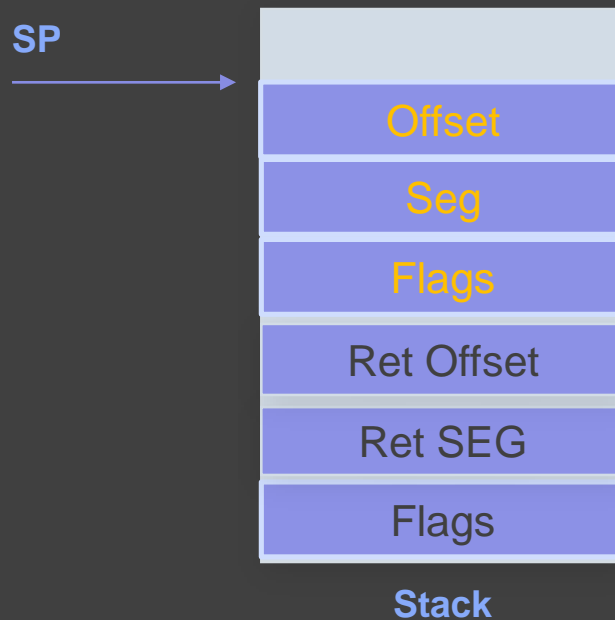 SP
Offset
Seg
Flags
Ret Offset
Ret SEG
Flags
Stack